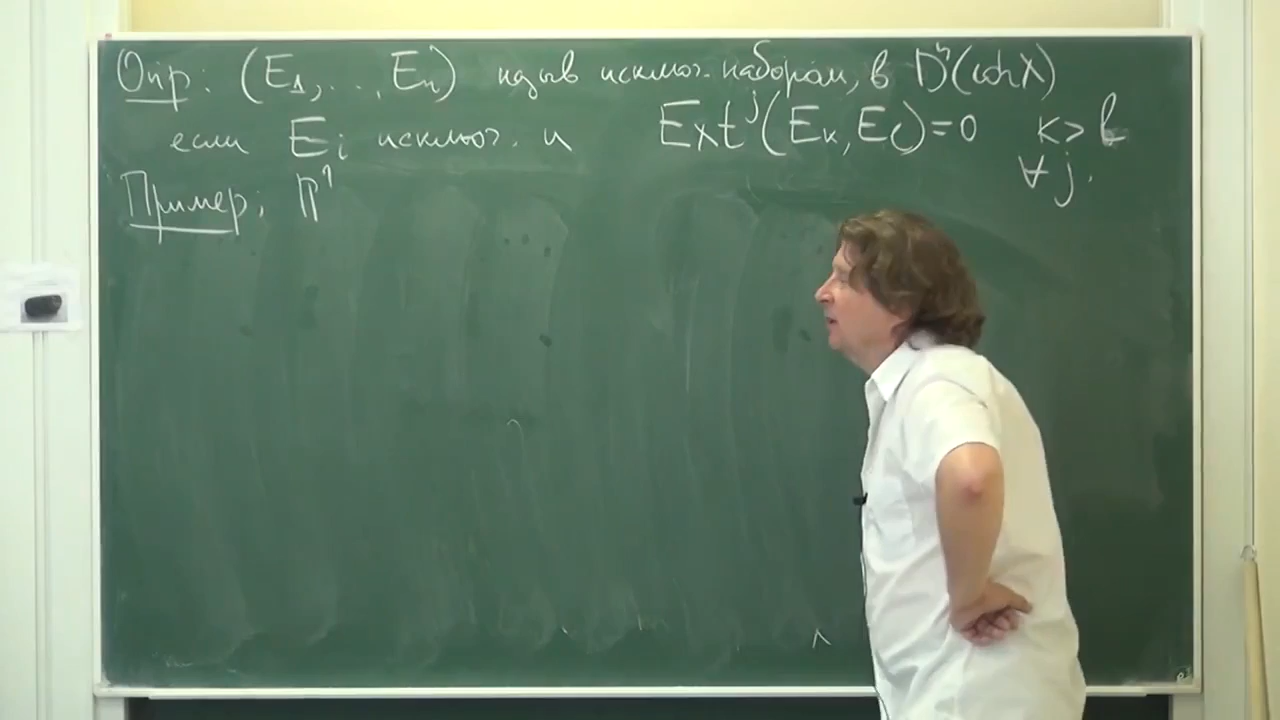 Опр: (E₁, ..., Eₙ) назыв исключ. набором, в Dᵇ(coh X)
если Eᵢ исключ. и Extʲ(Eₖ, Eₗ)=0 k > l
∀ j.
Пример: ℙ¹